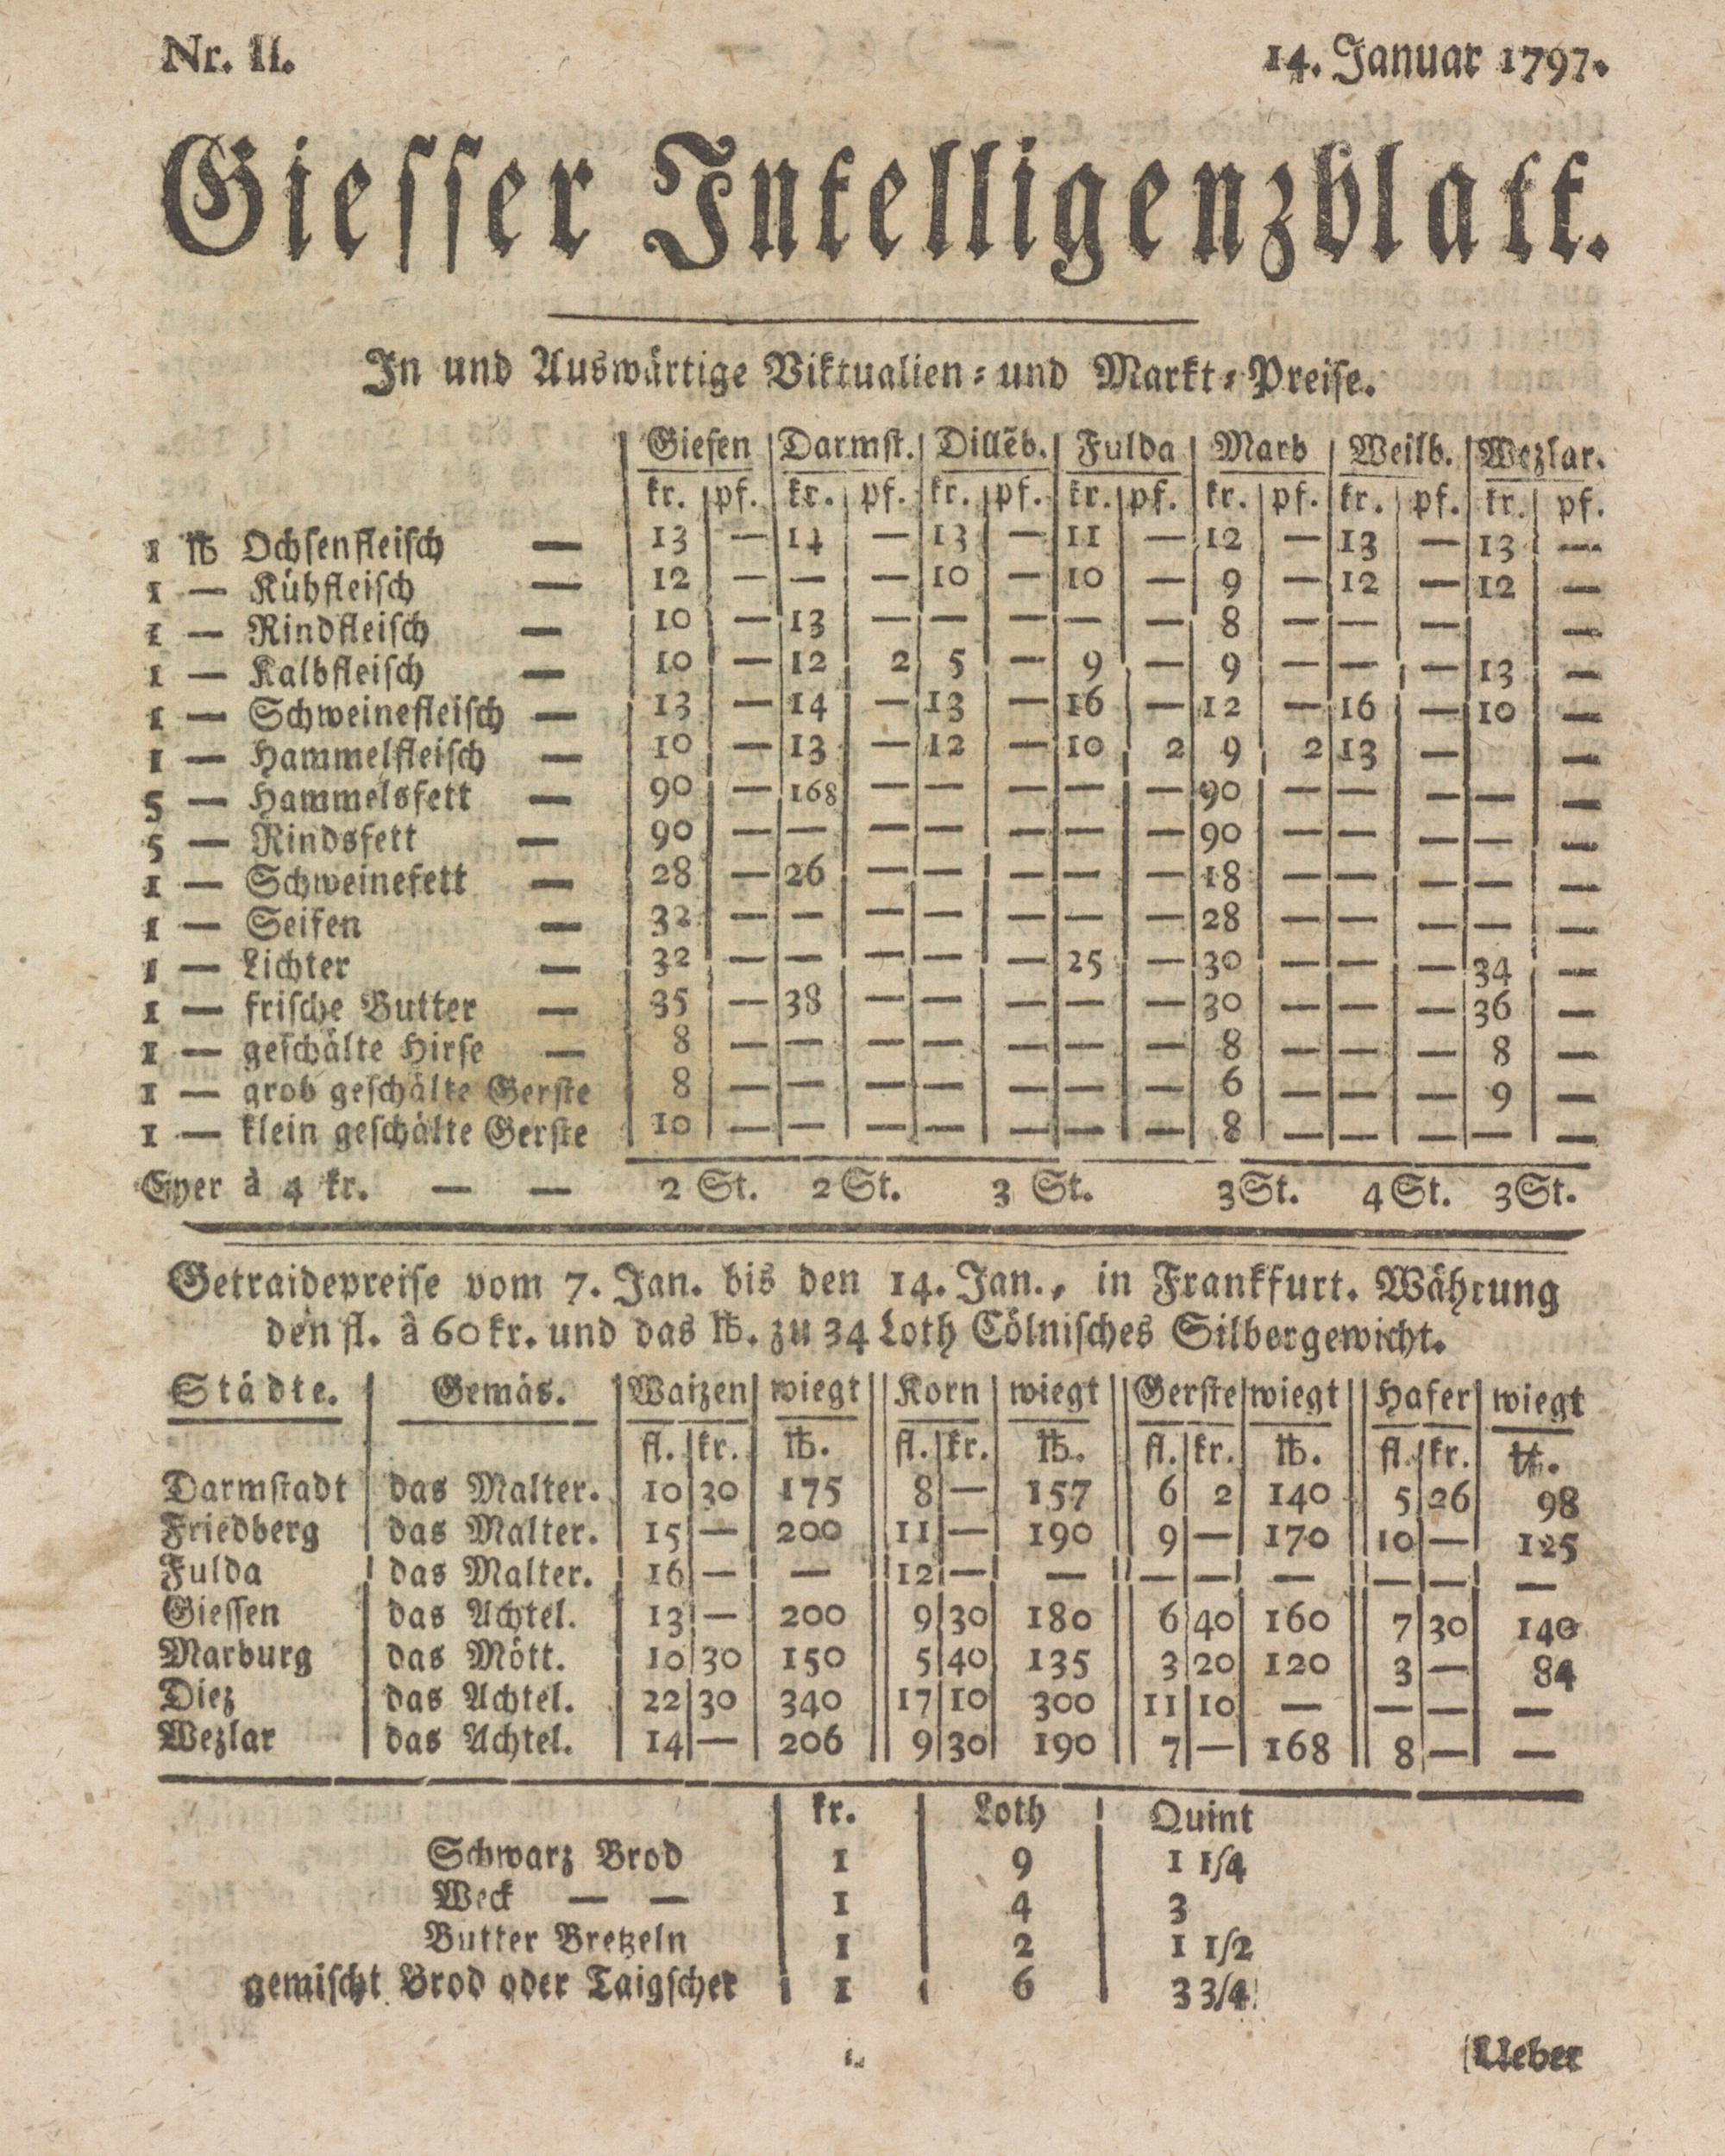 Nr. II. 14. Januar 1797.
Giesser Intelligenzblatt.
In und Auswärtige Viktualien- und Markt-Preise.
Giesen | Darmst. | Dillēb. | Fulda | Marb | Weilb. | Wezlar.
kr. | pf. | kr. | pf. | kr. | pf. | kr. | pf. | kr. | pf. | kr. | pf. | kr. | pf.
1 ℔ Ochsenfleisch — 13 | — | 14 | — | 13 | — | 11 | — | 12 | — | 13 | — | 13 | —
1 — Kühfleisch — 12 | — | — | — | 10 | — | 10 | — | 9 | — | 12 | — | 12 | —
1 — Rindfleisch — 10 | — | 13 | — | — | — | — | — | 8 | — | — | — | | —
1 — Kalbfleisch — 10 | — | 12 | 2 | 5 | — | 9 | — | 9 | — | — | — | 13 | —
1 — Schweinefleisch — 13 | — | 14 | — | 13 | — | 16 | — | 12 | — | 16 | — | 10 | —
1 — Hammelfleisch — 10 | — | 13 | — | 12 | — | 10 | 2 | 9 | 2 | 13 | — | | —
5 — Hammelsfett — 90 | — | 168 | — | — | — | — | — | 90 | — | — | — | — | —
5 — Rindsfett — 90 | — | — | — | — | — | — | — | 90 | — | — | — | — | —
1 — Schweinefett — 28 | — | 26 | — | — | — | — | — | 18 | — | — | — | — | —
1 — Seifen — 32 | — | — | — | — | — | — | — | 28 | — | — | — | — | —
1 — Lichter — 32 | — | — | — | — | — | 25 | — | 30 | — | — | — | 34 | —
1 — frische Butter — 35 | — | 38 | — | — | — | — | — | 30 | — | — | — | 36 | —
1 — geschälte Hirse — 8 | — | — | — | — | — | — | — | 8 | — | — | — | 8 | —
1 — grob geschälte Gerste 8 | — | — | — | — | — | — | — | 6 | — | — | — | 9 | —
1 — klein geschälte Gerste 10 | — | — | — | — | — | — | — | 8 | — | — | — | — | —
Eyer à 4 kr. — — 2 St. 2 St. 3 St. 3 St. 4 St. 3 St.
Getraidepreise vom 7. Jan. bis den 14. Jan., in Frankfurt. Währung
den fl. à 60 kr. und das ℔. zu 34 Loth Cölnisches Silbergewicht.
Städte. | Gemäs. | Waizen | wiegt || Korn | wiegt || Gerste | wiegt || Hafer | wiegt
fl. | kr. | ℔. || fl. | kr. | ℔. || fl. | kr. | ℔. || fl. | kr. | ℔.
Darmstadt | das Malter. | 10 | 30 | 175 || 8 | — | 157 || 6 | 2 | 140 || 5 | 26 | 98
Friedberg | das Malter. | 15 | — | 200 || 11 | — | 190 || 9 | — | 170 || 10 | — | 125
Fulda | das Malter. | 16 | — | — || 12 | — | — || — | — | — || — | — | —
Giessen | das Achtel. | 13 | — | 200 || 9 | 30 | 180 || 6 | 40 | 160 || 7 | 30 | 140
Marburg | das Mött. | 10 | 30 | 150 || 5 | 40 | 135 || 3 | 20 | 120 || 3 | — | 84
Diez | das Achtel. | 22 | 30 | 340 || 17 | 10 | 300 || 11 | 10 | — || — | — | —
Wezlar | das Achtel. | 14 | — | 206 || 9 | 30 | 190 || 7 | — | 168 || 8 | — | —
kr. | Loth | Quint
Schwarz Brod | 1 | 9 | 1 1/4
Weck — — | 1 | 4 | 3
Butter Bretzeln | 1 | 2 | 1 1/2
gemischt Brod oder Taigscher | 1 | 6 | 3 3/4
Ueber